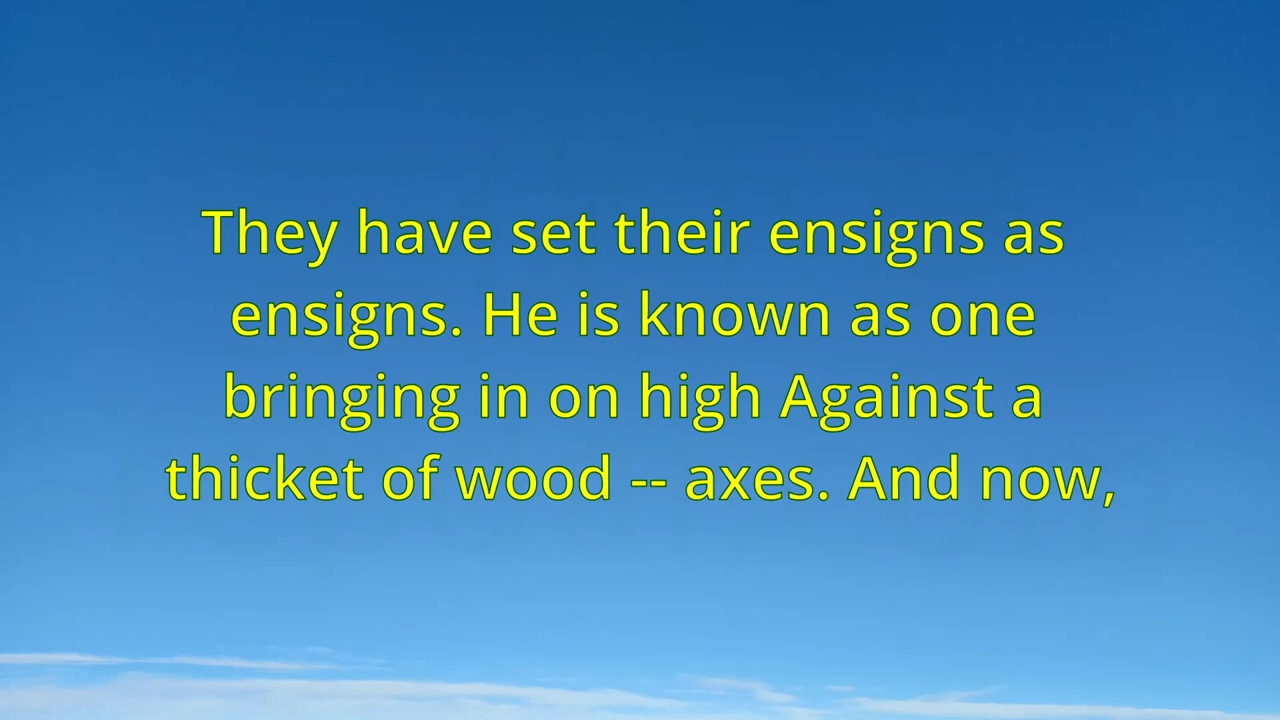 They have set their ensigns as
ensigns. He is known as one
bringing in on high Against a
thicket of wood -- axes. And now,